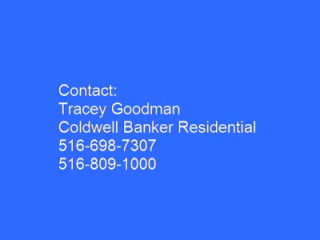 Contact:
Tracey Goodman
Coldwell Banker Residential
516-698-7307
516-809-1000